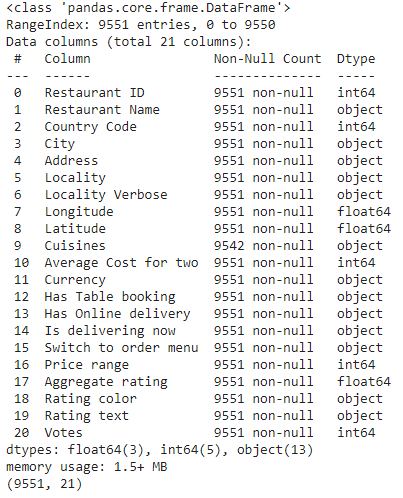 <class 'pandas.core.frame.DataFrame'>
RangeIndex: 9551 entries, 0 to 9550
Data columns (total 21 columns):
 #   Column                Non-Null Count  Dtype
---  ------                --------------  -----
 0   Restaurant ID         9551 non-null   int64
 1   Restaurant Name       9551 non-null   object
 2   Country Code          9551 non-null   int64
 3   City                  9551 non-null   object
 4   Address               9551 non-null   object
 5   Locality              9551 non-null   object
 6   Locality Verbose      9551 non-null   object
 7   Longitude             9551 non-null   float64
 8   Latitude              9551 non-null   float64
 9   Cuisines              9542 non-null   object
 10  Average Cost for two  9551 non-null   int64
 11  Currency              9551 non-null   object
 12  Has Table booking     9551 non-null   object
 13  Has Online delivery   9551 non-null   object
 14  Is delivering now     9551 non-null   object
 15  Switch to order menu  9551 non-null   object
 16  Price range           9551 non-null   int64
 17  Aggregate rating      9551 non-null   float64
 18  Rating color          9551 non-null   object
 19  Rating text           9551 non-null   object
 20  Votes                 9551 non-null   int64
dtypes: float64(3), int64(5), object(13)
memory usage: 1.5+ MB
(9551, 21)